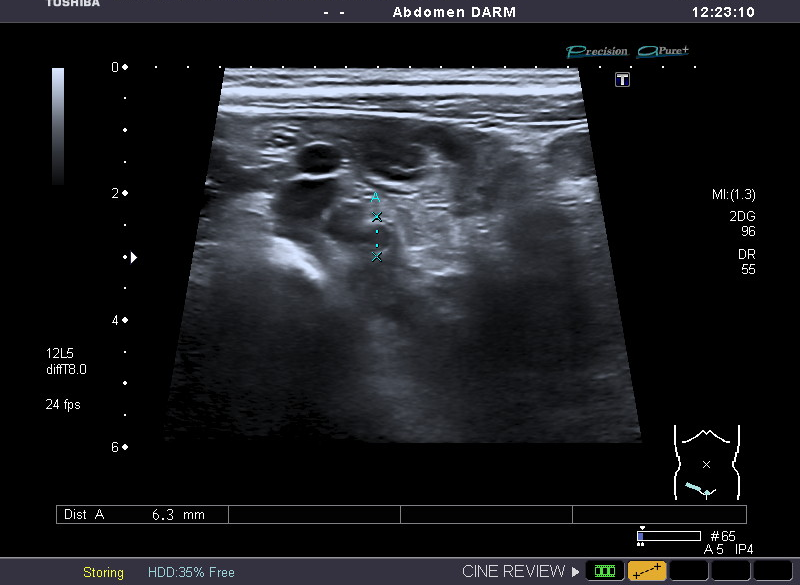 TOSHIBA
- - Abdomen DARM 12:23:10
Precision APure+
T
0
2
4
6
A
MI:(1.3)
2DG
96
DR
55
12L5
diffT8.0
24 fps
Dist A 6.3 mm
#65
A 5 IP4
Storing HDD:35% Free CINE REVIEW